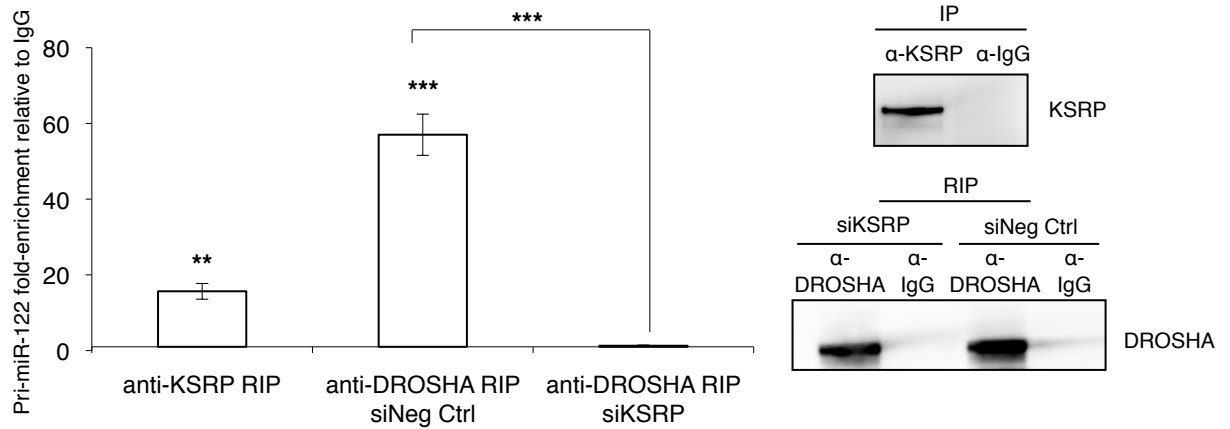 Pri-miR-122 fold-enrichment relative to IgG
80
60
40
20
0
***
***
**
anti-KSRP RIP
anti-DROSHA RIP
siNeg Ctrl
anti-DROSHA RIP
siKSRP
IP
α-KSRP α-IgG
KSRP
RIP
siKSRP siNeg Ctrl
α- α- α- α-
DROSHA IgG DROSHA IgG
DROSHA